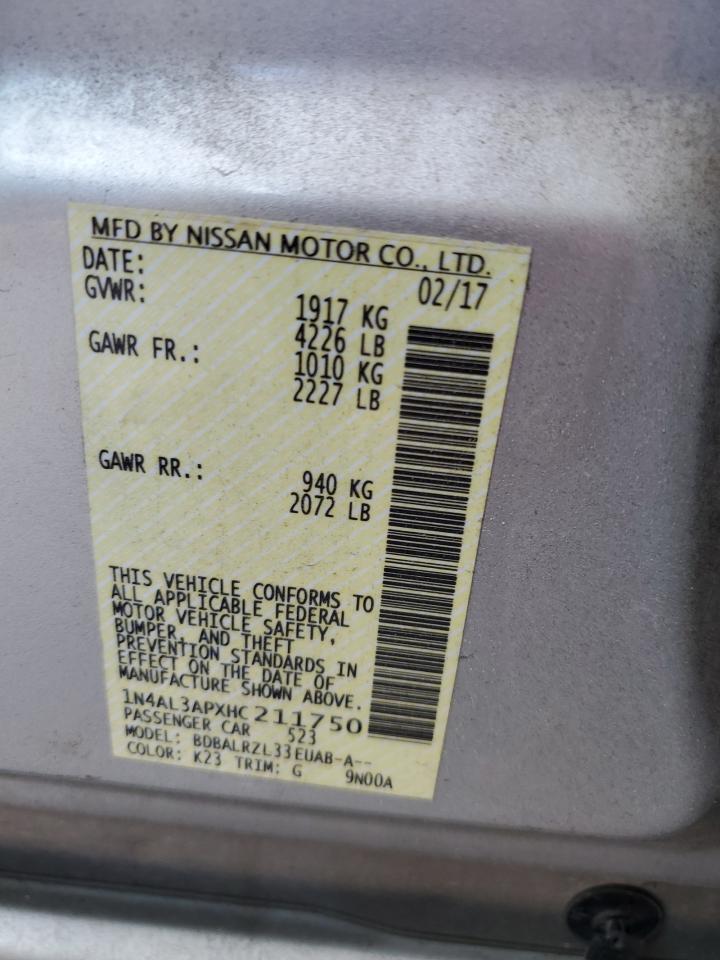 MFD BY NISSAN MOTOR CO., LTD.
DATE: 02/17
GVWR: 1917 KG
4226 LB
GAWR FR.: 1010 KG
2227 LB
GAWR RR.: 940 KG
2072 LB
THIS VEHICLE CONFORMS TO
ALL APPLICABLE FEDERAL
MOTOR VEHICLE SAFETY,
BUMPER, AND THEFT
PREVENTION STANDARDS IN
EFFECT ON THE DATE OF
MANUFACTURE SHOWN ABOVE.
1N4AL3APXHC211750
PASSENGER CAR 523
MODEL: BDBALRZL33EUAB-A--
COLOR: K23 TRIM: G 9N00A